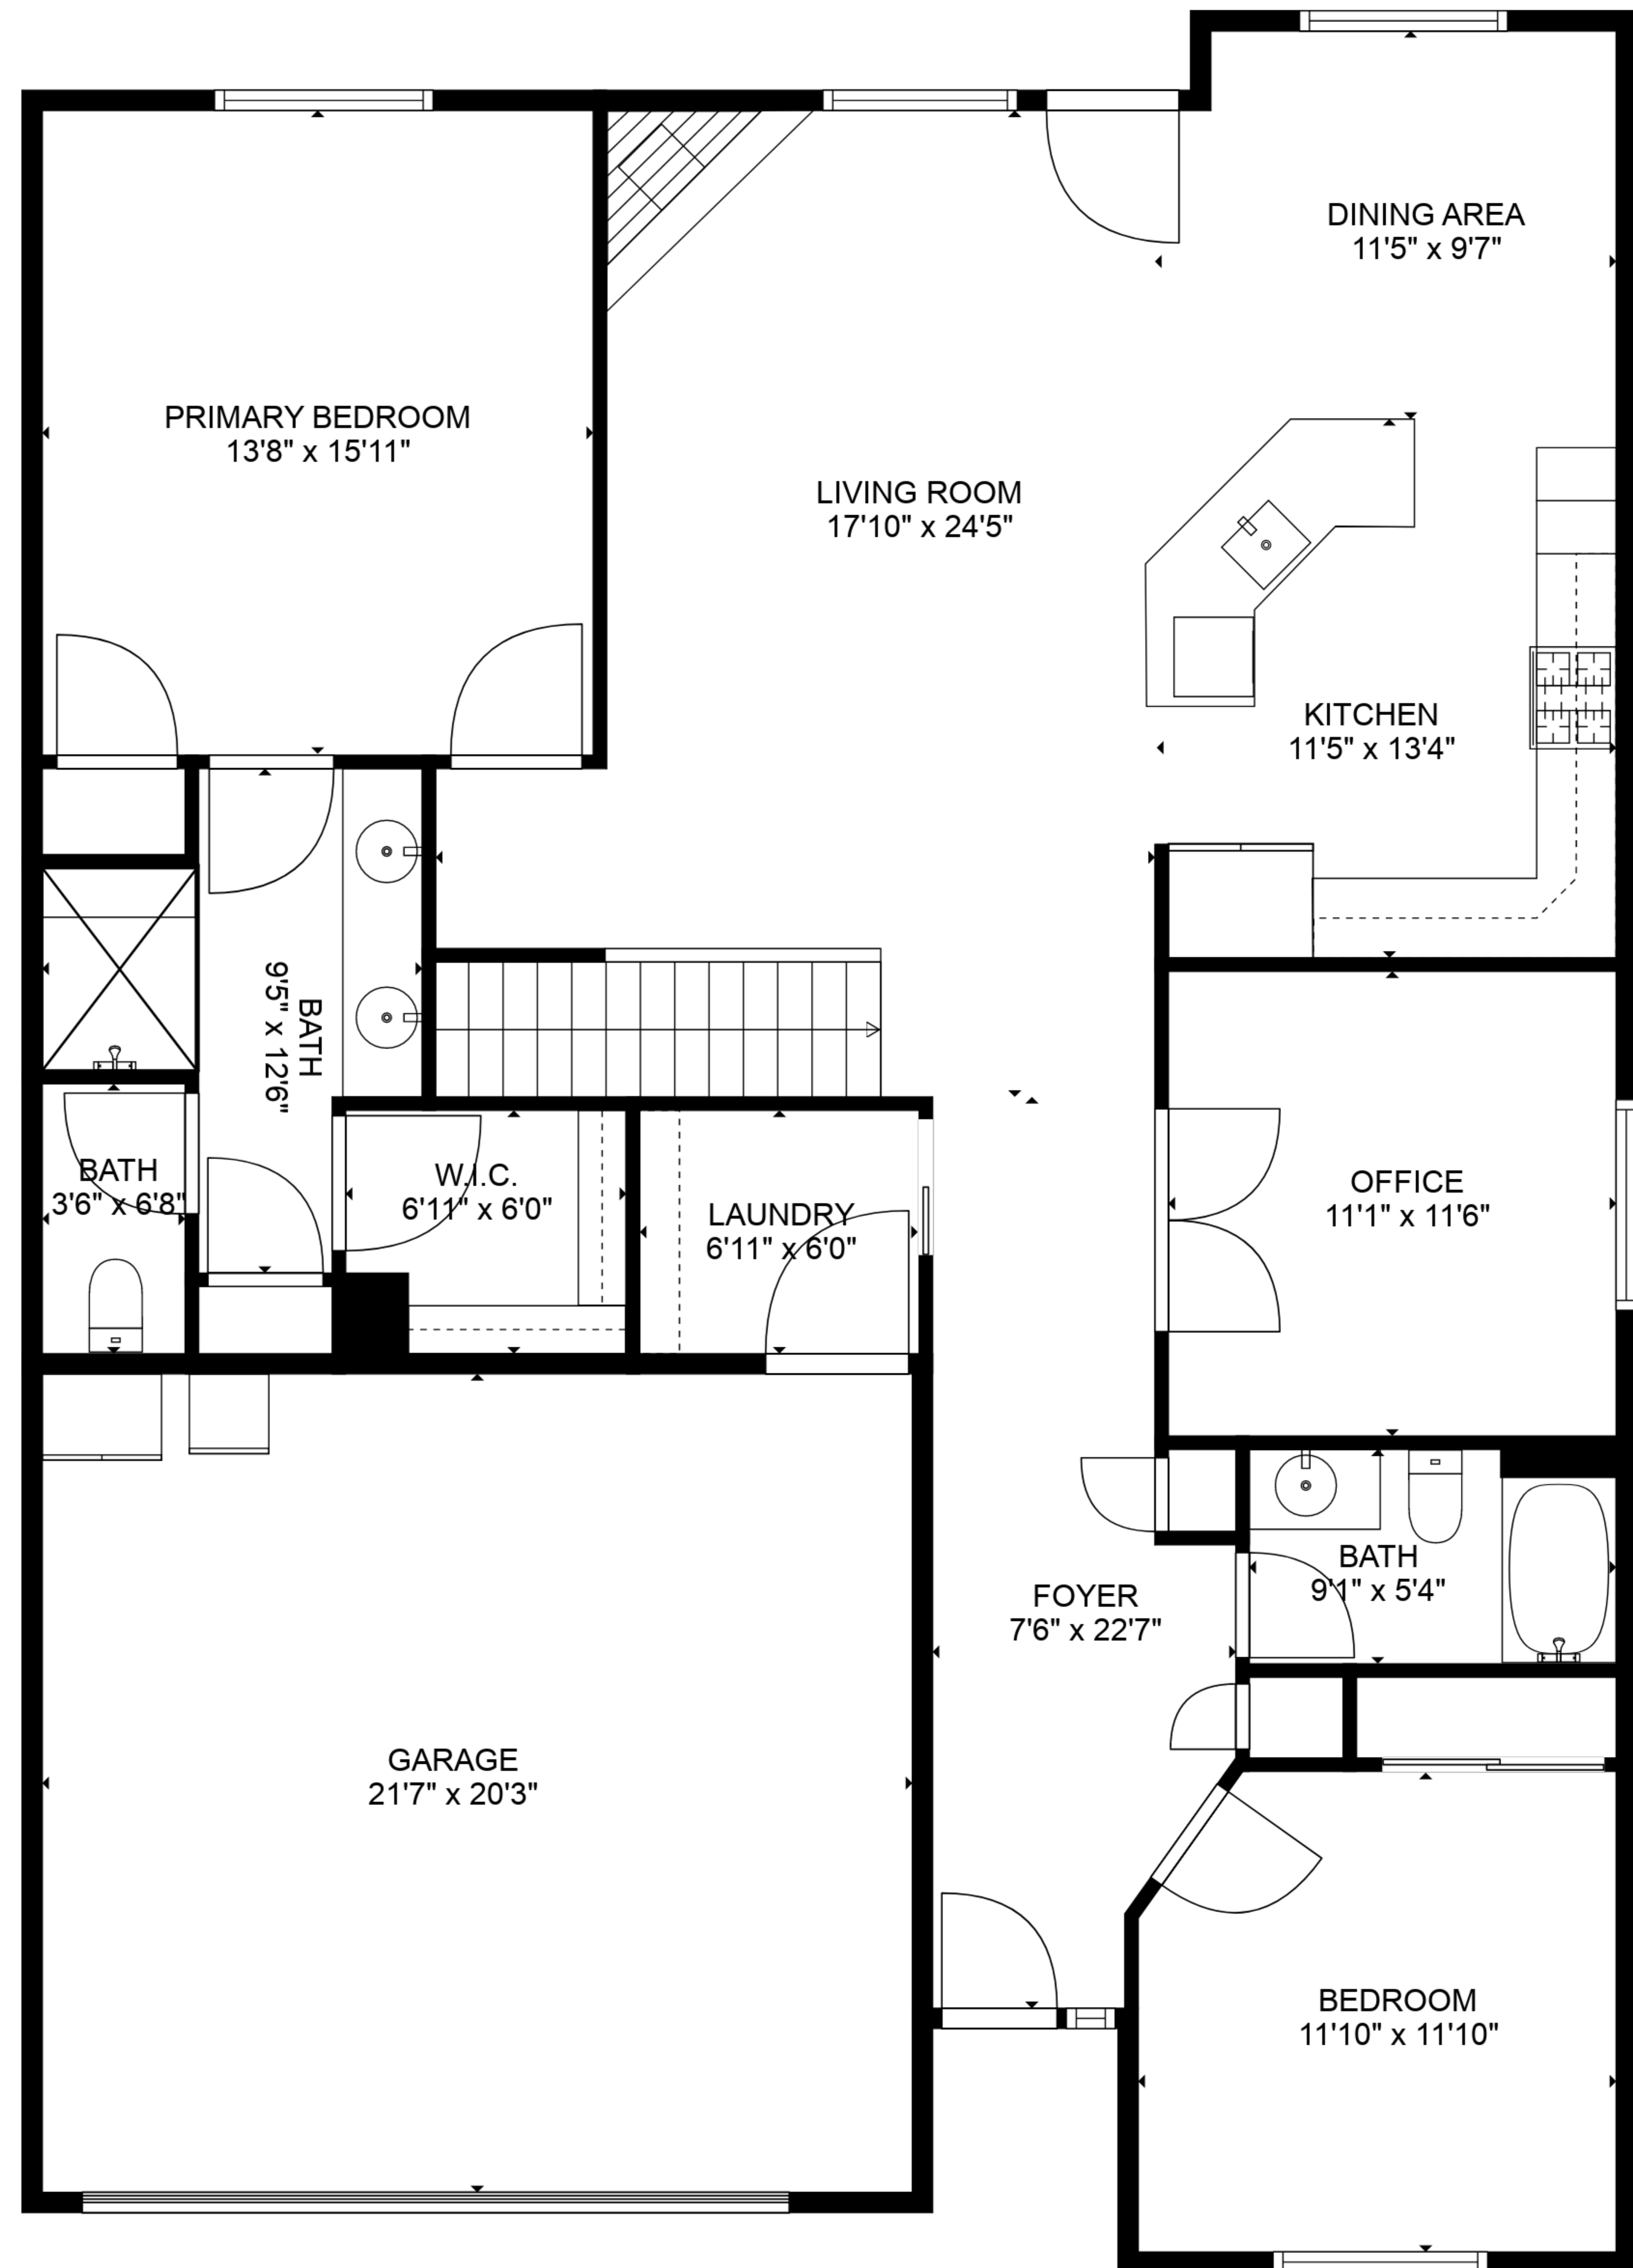 DINING AREA
11'5" x 9'7"
PRIMARY BEDROOM
13'8" x 15'11"
LIVING ROOM
17'10" x 24'5"
KITCHEN
11'5" x 13'4"
BATH
9'5" x 12'6"
BATH
3'6" x 6'8"
W.I.C.
6'11" x 6'0"
LAUNDRY
6'11" x 6'0"
OFFICE
11'1" x 11'6"
BATH
9'1" x 5'4"
FOYER
7'6" x 22'7"
GARAGE
21'7" x 20'3"
BEDROOM
11'10" x 11'10"